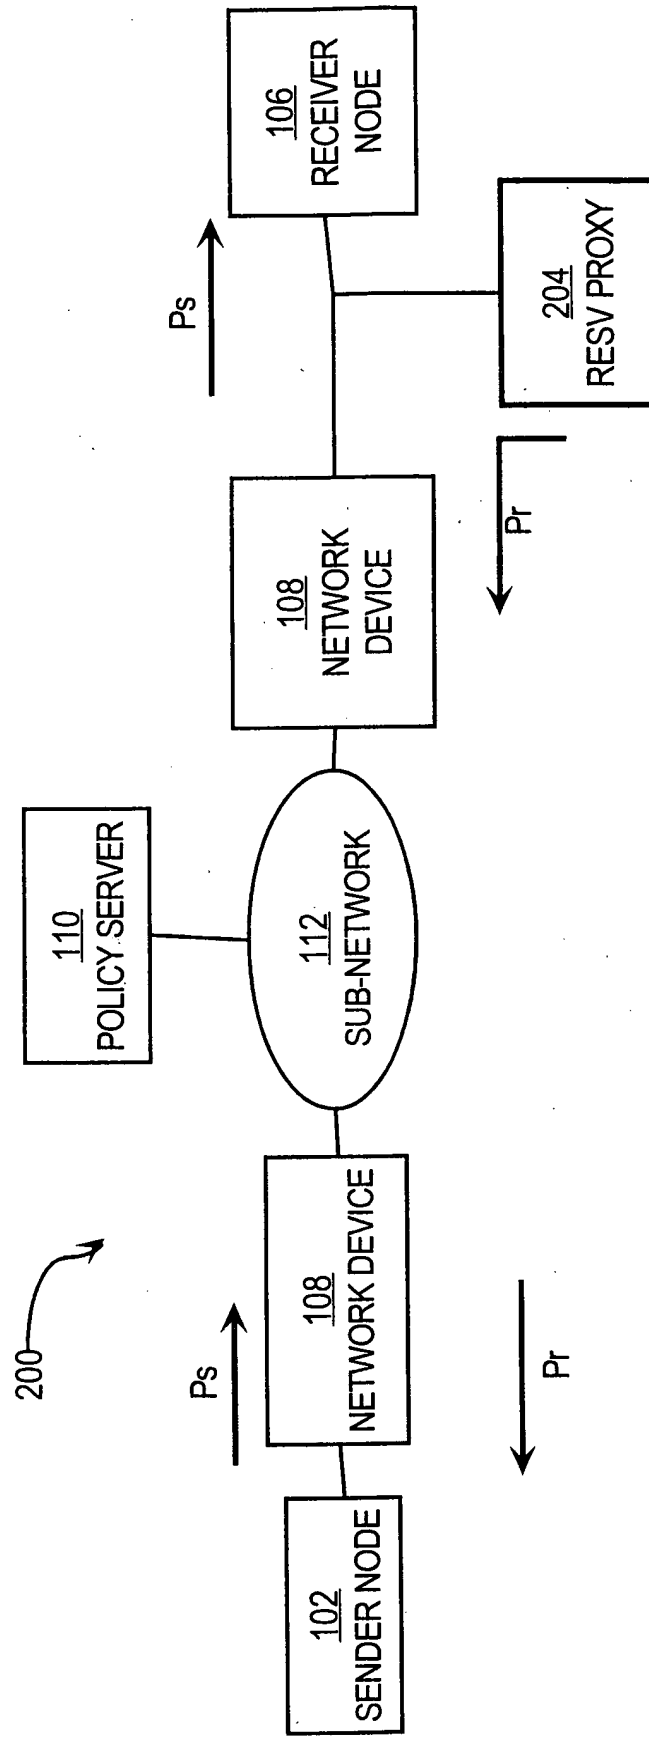 200
110
POLICY SERVER
Ps
Ps
102
SENDER NODE
108
NETWORK DEVICE
112
SUB-NETWORK
108
NETWORK
DEVICE
106
RECEIVER
NODE
Pr
Pr
204
RESV PROXY